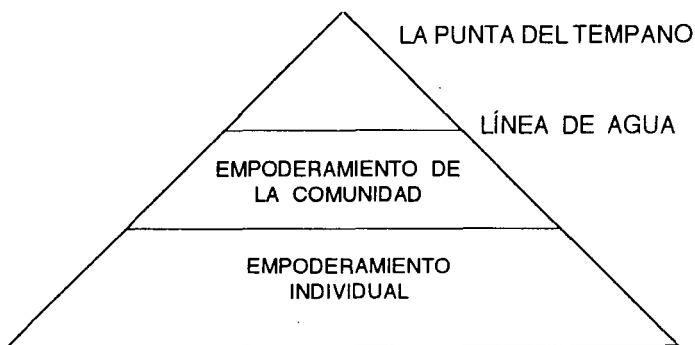 LA PUNTA DEL TEMPANO
LÍNEA DE AGUA
EMPODERAMIENTO DE
LA COMUNIDAD
EMPODERAMIENTO
INDIVIDUAL